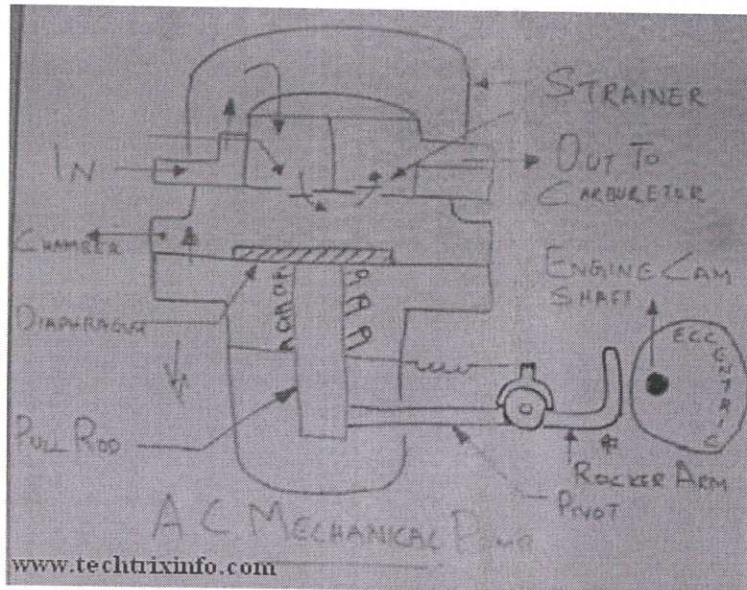 STRAINER
IN
OUT TO
CARBURETOR
CHAMBER
ENGINE CAM
SHAFT
ECCENTRIC
DIAPHRAGM
PULL ROD
ROCKER ARM
PIVOT
A C MECHANICAL PUMP
www.techtrixinfo.com